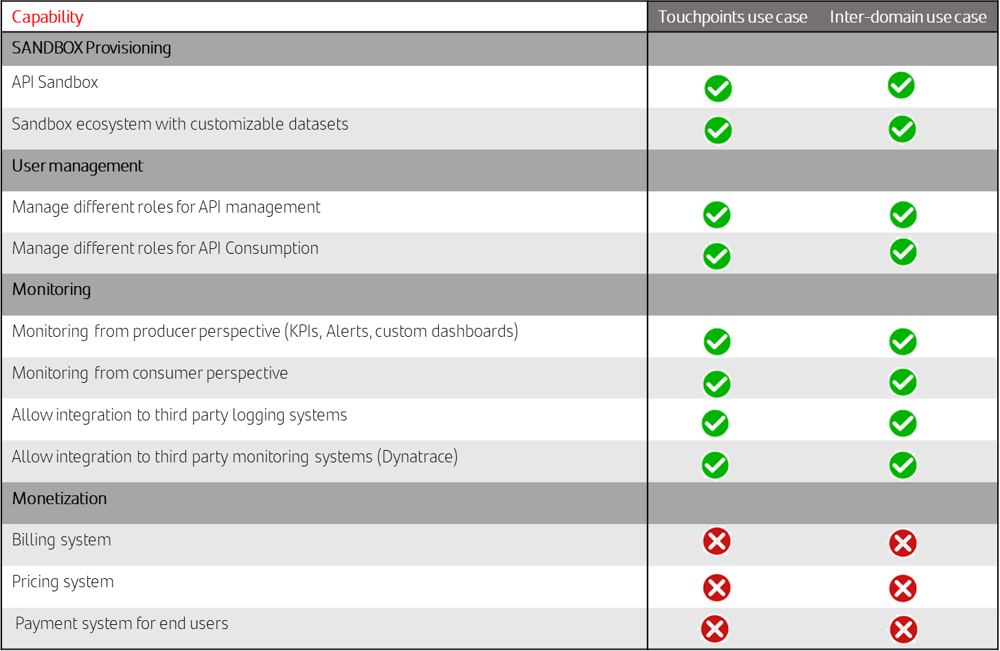 Capability Touchpoints use case Inter-domain use case
SANDBOX Provisioning
API Sandbox
Sandbox ecosystem with customizable datasets
User management
Manage different roles for API management
Manage different roles for API Consumption
Monitoring
Monitoring from producer perspective (KPIs, Alerts, custom dashboards)
Monitoring from consumer perspective
Allow integration to third party logging systems
Allow integration to third party monitoring systems (Dynatrace)
Monetization
Billing system
Pricing system
Payment system for end users